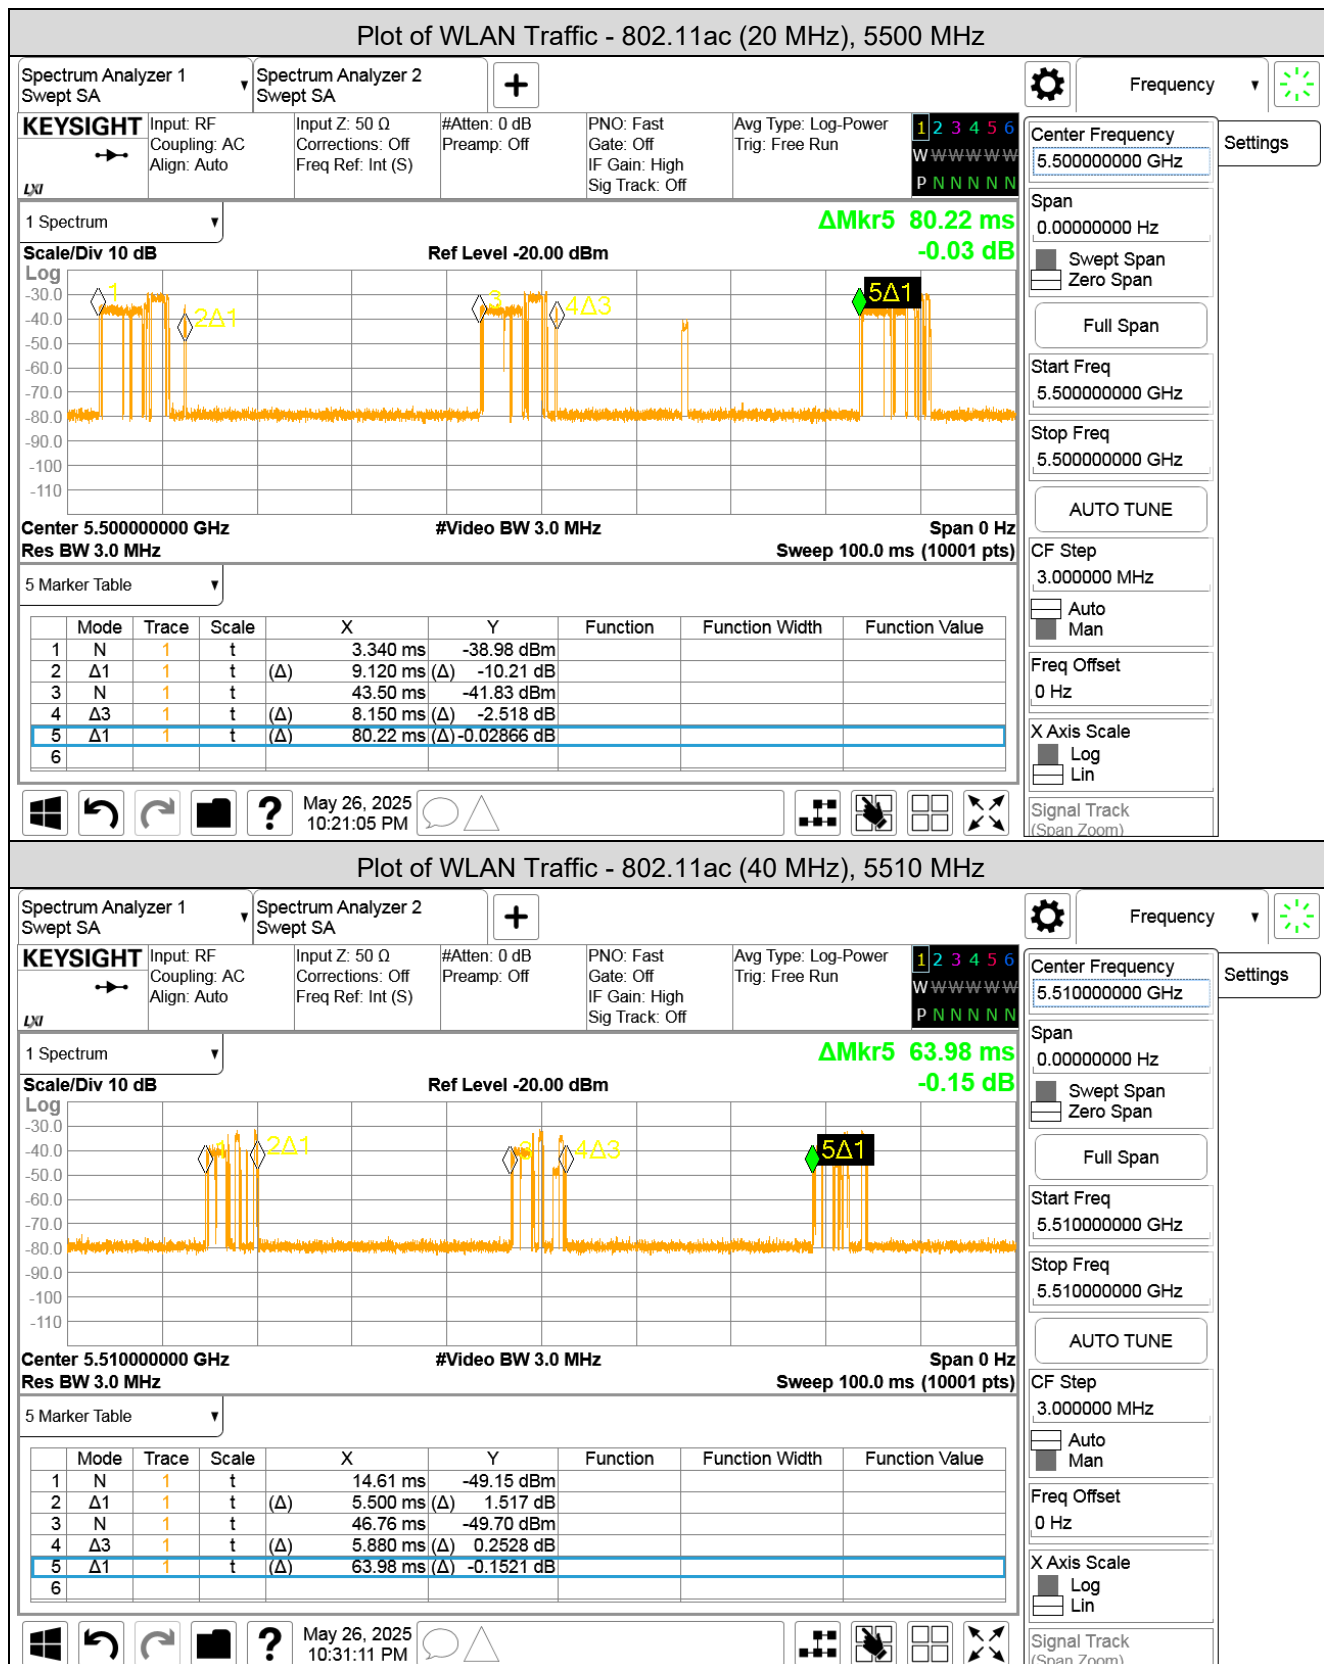 Plot of WLAN Traffic - 802.11ac (20 MHz), 5500 MHz
Spectrum Analyzer 1
Swept SA
Spectrum Analyzer 2
Swept SA
Frequency
KEYSIGHT
LXI
Input: RF
Coupling: AC
Align: Auto
Input Z: 50 Ω
Corrections: Off
Freq Ref: Int (S)
#Atten: 0 dB
Preamp: Off
PNO: Fast
Gate: Off
IF Gain: High
Sig Track: Off
Avg Type: Log-Power
Trig: Free Run
1 2 3 4 5 6
W W W W W W
P N N N N N
Center Frequency
5.500000000 GHz
Settings
Span
0.00000000 Hz
Swept Span
Zero Span
Full Span
Start Freq
5.500000000 GHz
Stop Freq
5.500000000 GHz
AUTO TUNE
CF Step
3.000000 MHz
Auto
Man
Freq Offset
0 Hz
X Axis Scale
Log
Lin
Signal Track
(Span Zoom)
1 Spectrum
ΔMkr5 80.22 ms
-0.03 dB
Scale/Div 10 dB
Ref Level -20.00 dBm
Log
-30.0
-40.0
-50.0
-60.0
-70.0
-80.0
-90.0
-100
-110
1
2Δ1
3
4Δ3
5Δ1
Center 5.500000000 GHz
#Video BW 3.0 MHz
Span 0 Hz
Res BW 3.0 MHz
Sweep 100.0 ms (10001 pts)
5 Marker Table
Mode Trace Scale X Y Function Function Width Function Value
1 N 1 t 3.340 ms -38.98 dBm
2 Δ1 1 t (Δ) 9.120 ms (Δ) -10.21 dB
3 N 1 t 43.50 ms -41.83 dBm
4 Δ3 1 t (Δ) 8.150 ms (Δ) -2.518 dB
5 Δ1 1 t (Δ) 80.22 ms (Δ) -0.02866 dB
6
?
May 26, 2025
10:21:05 PM
Plot of WLAN Traffic - 802.11ac (40 MHz), 5510 MHz
Spectrum Analyzer 1
Swept SA
Spectrum Analyzer 2
Swept SA
Frequency
KEYSIGHT
LXI
Input: RF
Coupling: AC
Align: Auto
Input Z: 50 Ω
Corrections: Off
Freq Ref: Int (S)
#Atten: 0 dB
Preamp: Off
PNO: Fast
Gate: Off
IF Gain: High
Sig Track: Off
Avg Type: Log-Power
Trig: Free Run
1 2 3 4 5 6
W W W W W W
P N N N N N
Center Frequency
5.510000000 GHz
Settings
Span
0.00000000 Hz
Swept Span
Zero Span
Full Span
Start Freq
5.510000000 GHz
Stop Freq
5.510000000 GHz
AUTO TUNE
CF Step
3.000000 MHz
Auto
Man
Freq Offset
0 Hz
X Axis Scale
Log
Lin
Signal Track
(Span Zoom)
1 Spectrum
ΔMkr5 63.98 ms
-0.15 dB
Scale/Div 10 dB
Ref Level -20.00 dBm
Log
-30.0
-40.0
-50.0
-60.0
-70.0
-80.0
-90.0
-100
-110
1
2Δ1
3
4Δ3
5Δ1
Center 5.510000000 GHz
#Video BW 3.0 MHz
Span 0 Hz
Res BW 3.0 MHz
Sweep 100.0 ms (10001 pts)
5 Marker Table
Mode Trace Scale X Y Function Function Width Function Value
1 N 1 t 14.61 ms -49.15 dBm
2 Δ1 1 t (Δ) 5.500 ms (Δ) 1.517 dB
3 N 1 t 46.76 ms -49.70 dBm
4 Δ3 1 t (Δ) 5.880 ms (Δ) 0.2528 dB
5 Δ1 1 t (Δ) 63.98 ms (Δ) -0.1521 dB
6
?
May 26, 2025
10:31:11 PM